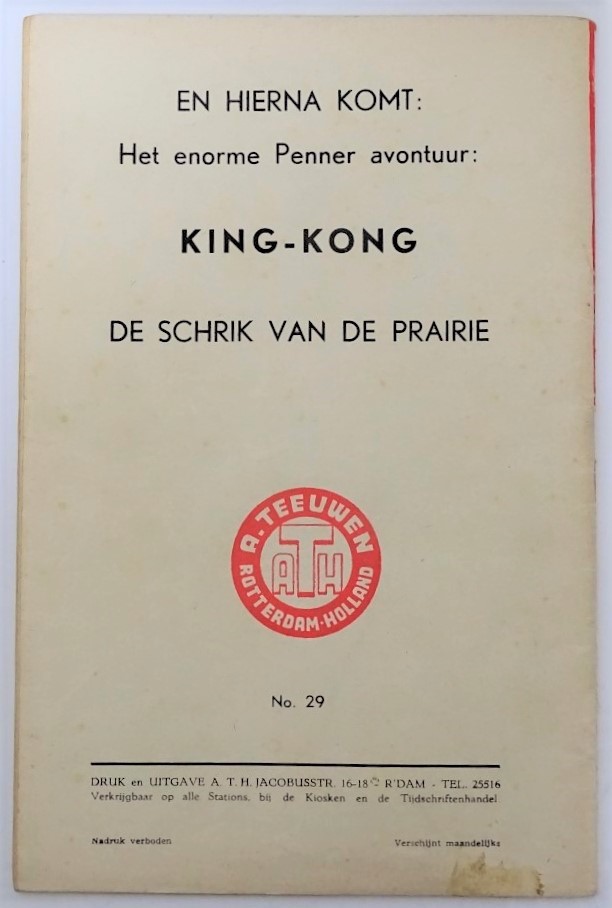 EN HIERNA KOMT:
Het enorme Penner avontuur:
KING-KONG
DE SCHRIK VAN DE PRAIRIE
A. TEEUWEN
ATH
ROTTERDAM-HOLLAND
No. 29
DRUK en UITGAVE A. T. H. JACOBUSSTR. 16-18 R'DAM - TEL. 25516
Verkrijgbaar op alle Stations, bij de Kiosken en de Tijdschriftenhandel
Nadruk verboden Verschijnt maandelijks